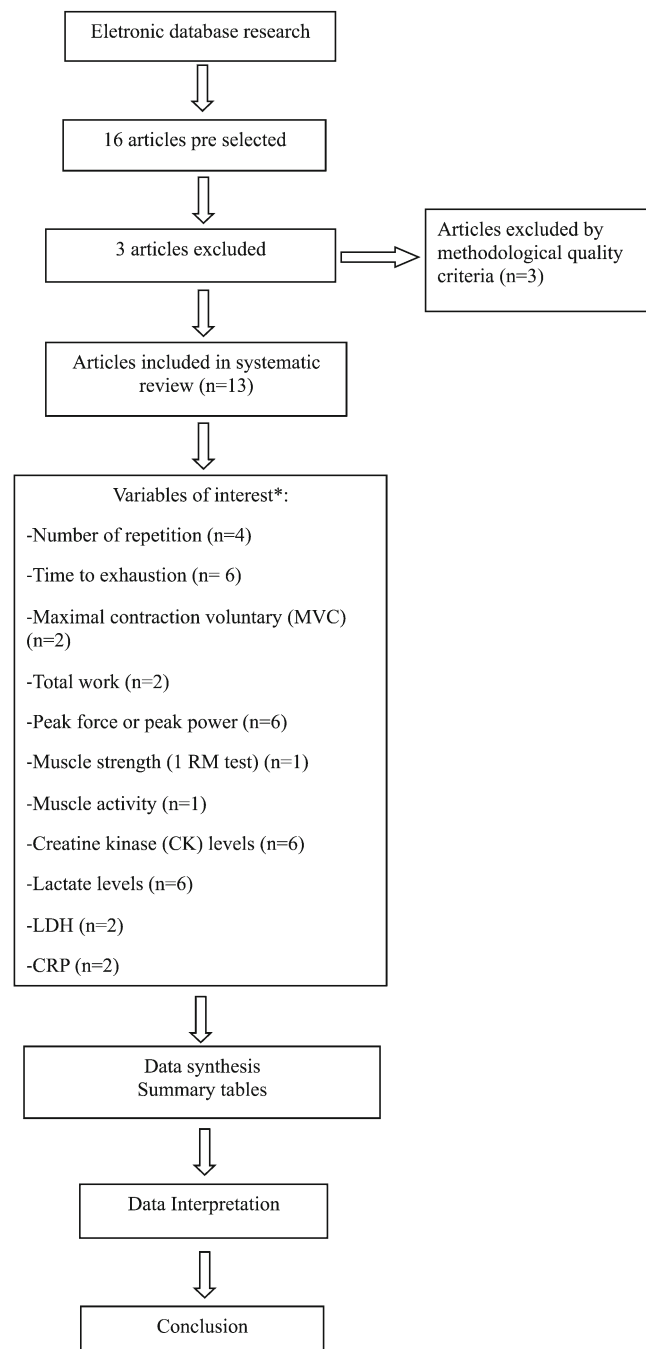 Eletronic database research
16 articles pre selected
3 articles excluded
Articles excluded by
methodological quality
criteria (n=3)
Articles included in systematic
review (n=13)
Variables of interest*:
-Number of repetition (n=4)
-Time to exhaustion (n= 6)
-Maximal contraction voluntary (MVC)
(n=2)
-Total work (n=2)
-Peak force or peak power (n=6)
-Muscle strength (1 RM test) (n=1)
-Muscle activity (n=1)
-Creatine kinase (CK) levels (n=6)
-Lactate levels (n=6)
-LDH (n=2)
-CRP (n=2)
Data synthesis
Summary tables
Data Interpretation
Conclusion